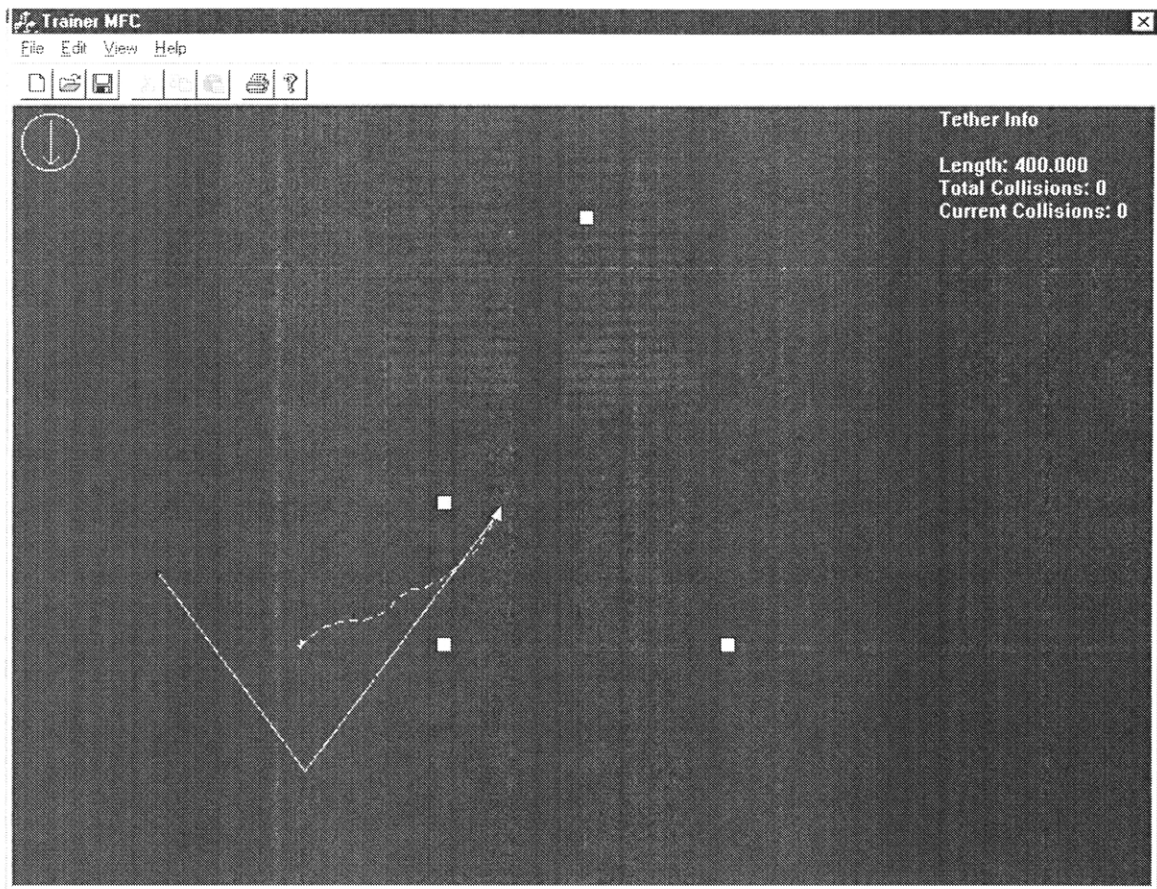 Trainer MFC
File Edit View Help
Tether Info
Length: 400.000
Total Collisions: 0
Current Collisions: 0